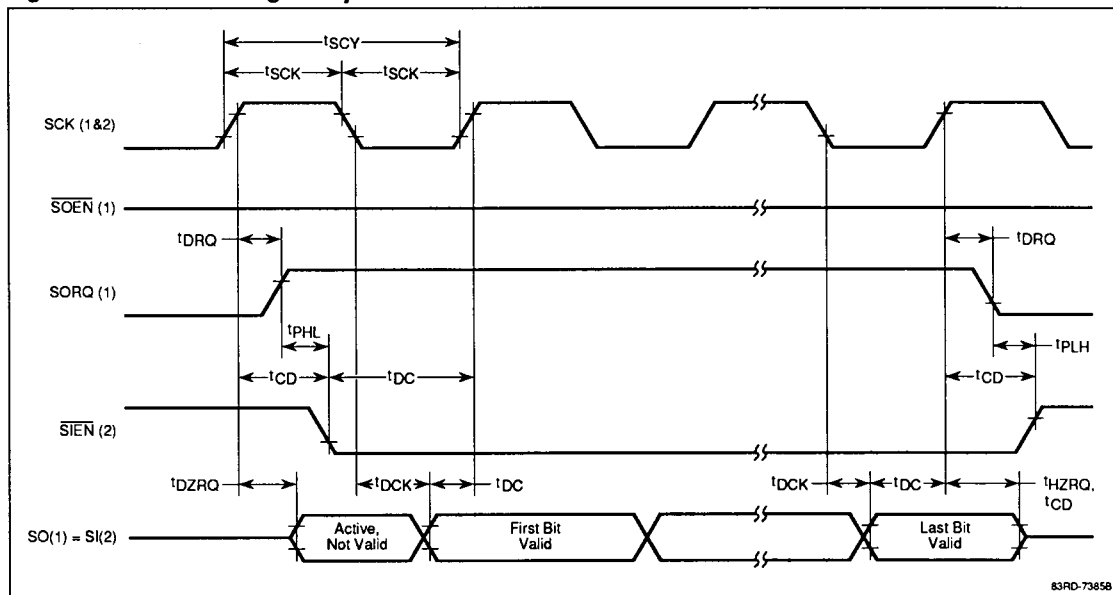 tSCY
tSCK tSCK
SCK (1&2)
SOEN (1)
tDRQ tDRQ
SORQ (1)
tPHL tPLH
tCD tDC tCD
SIEN (2)
tDZRQ tDCK tDC tDCK tDC tHZRQ,
tCD
SO(1) = SI(2)
Active,
Not Valid
First Bit
Valid
Last Bit
Valid
83RD-7385B